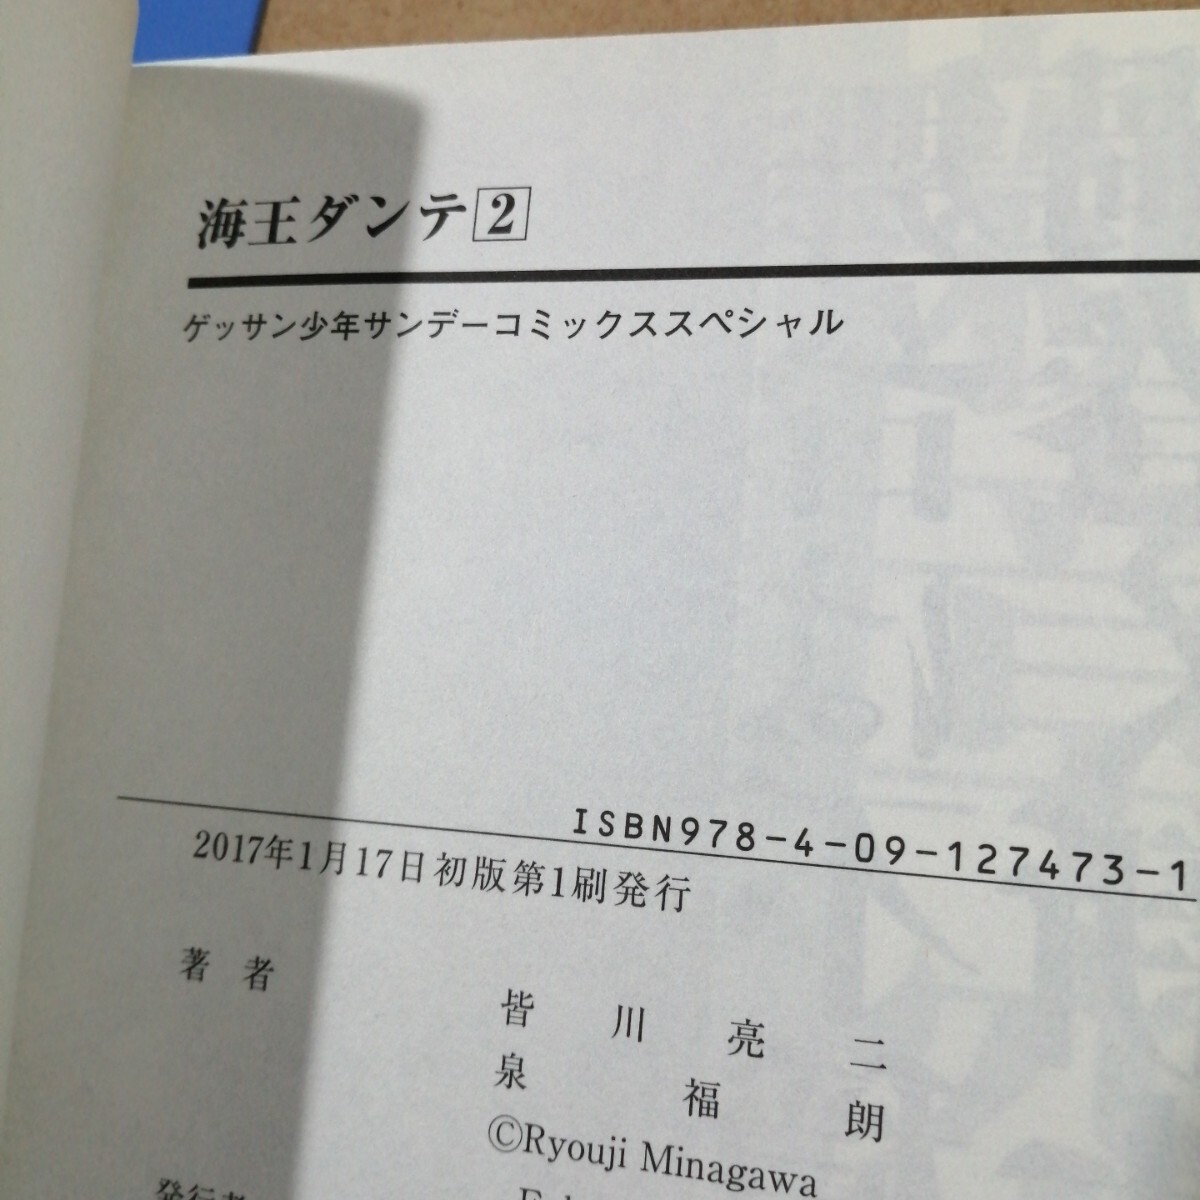 海王ダンテ2
ゲッサン少年サンデーコミックススペシャル
ISBN978-4-09-127473-1
2017年1月17日初版第1刷発行
著者
皆川亮二
泉福朗
©Ryouji Minagawa
発行者